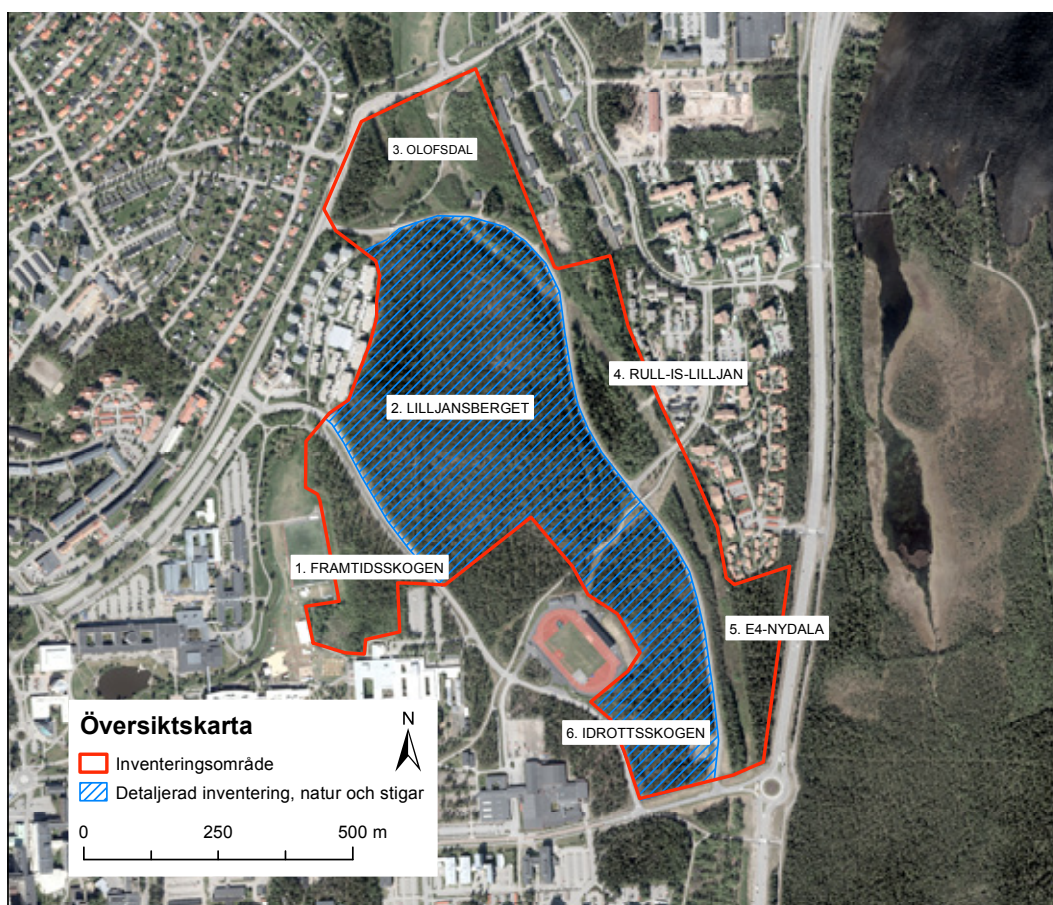 3. OLOFSDAL
4. RULL-IS-LILLJAN
2. LILLJANSBERGET
1. FRAMTIDSSKOGEN
5. E4-NYDALA
6. IDROTTSSKOGEN
Översiktskarta
N
Inventeringsområde
Detaljerad inventering, natur och stigar
0 250 500 m